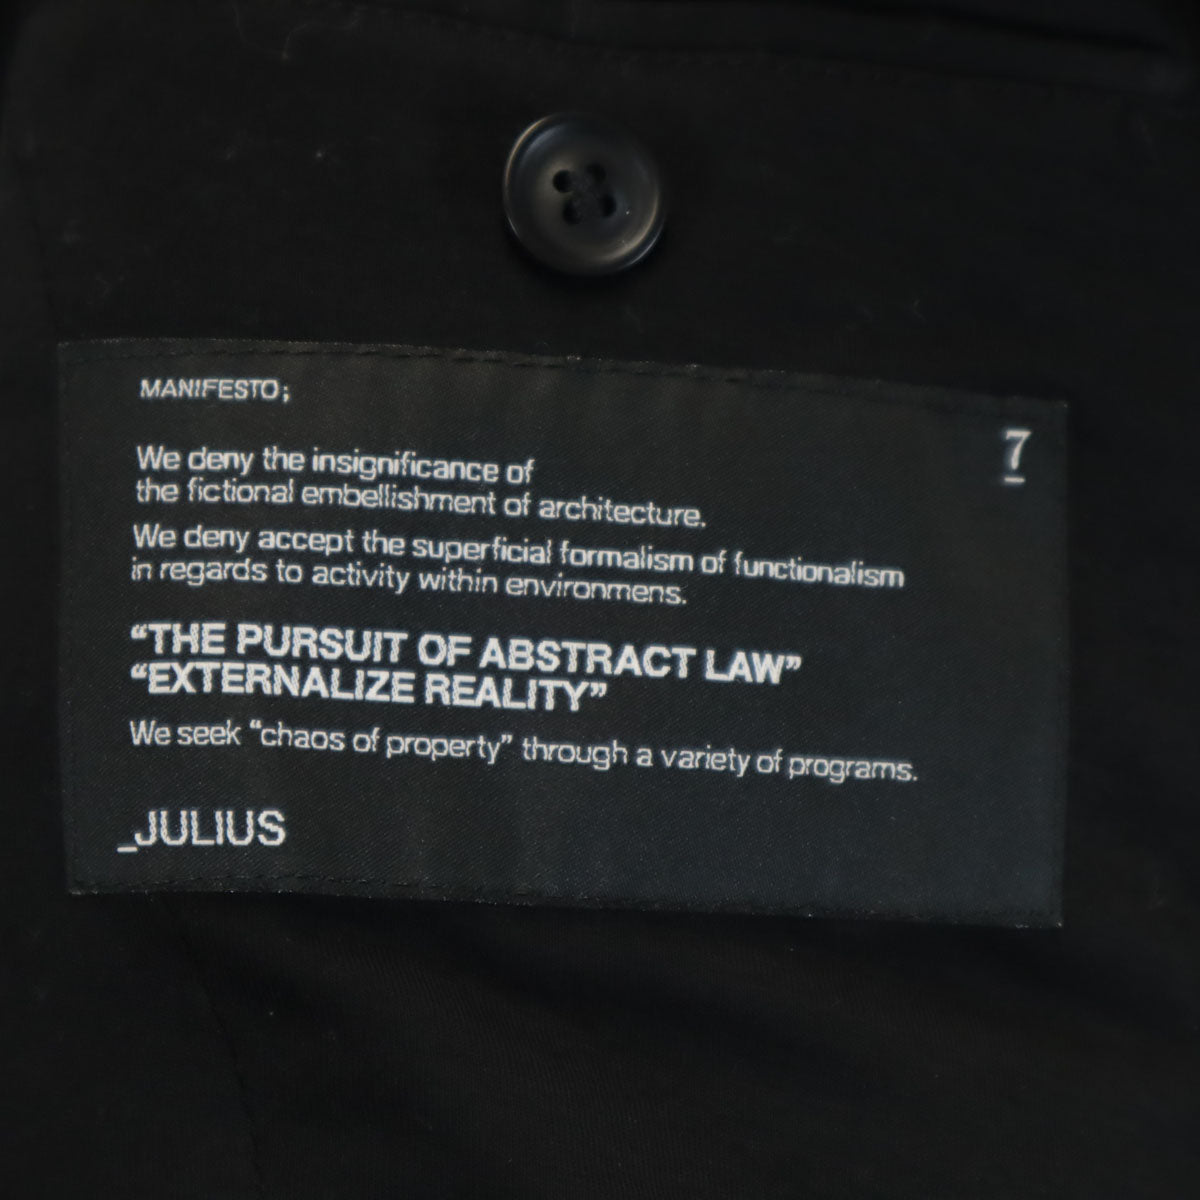 MANIFESTO;
7
We deny the insignificance of
the fictional embellishment of architecture.
We deny accept the superficial formalism of functionalism
in regards to activity within environmens.
“THE PURSUIT OF ABSTRACT LAW”
“EXTERNALIZE REALITY”
We seek “chaos of property” through a variety of programs.
_JULIUS